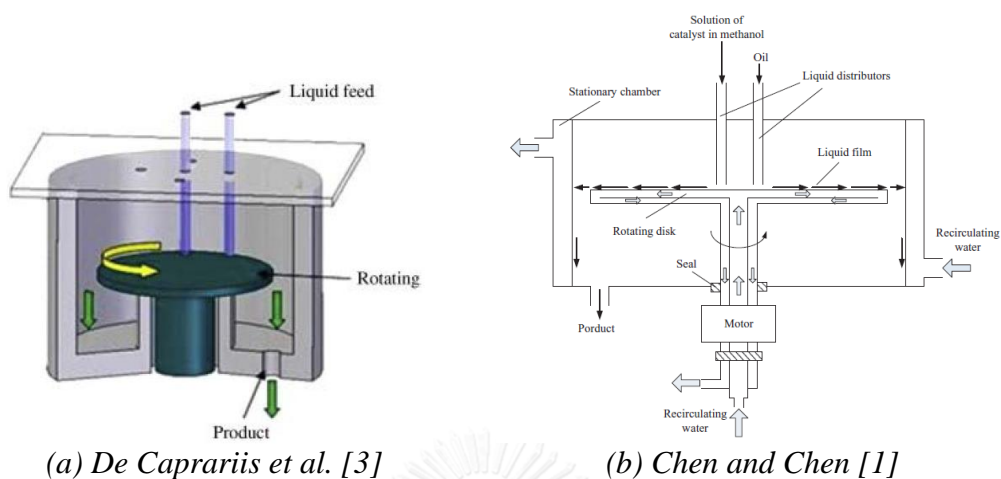 Liquid feed
Rotating
Product
(a) De Caprariis et al. [3]
Solution of
catalyst in methanol
Oil
Liquid distributors
Stationary chamber
Liquid film
Rotating disk
Recirculating
water
Seal
Motor
Porduct
Recirculating
water
(b) Chen and Chen [1]